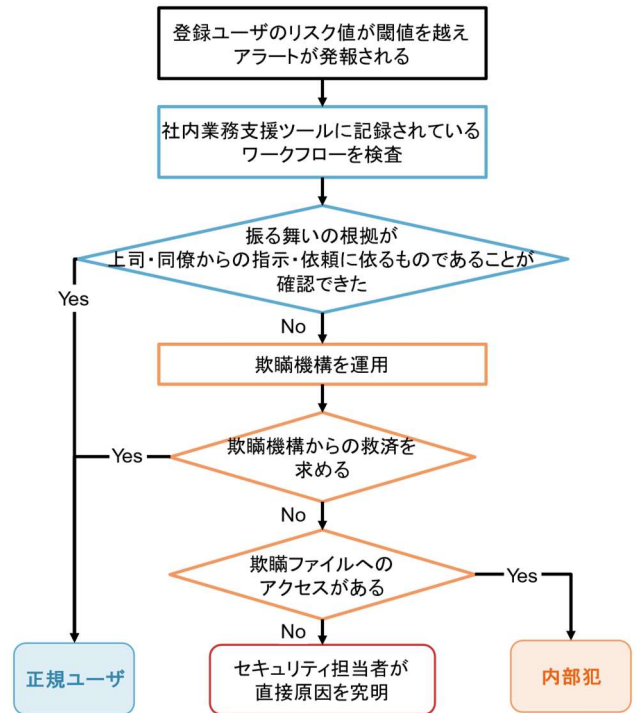 登録ユーザのリスク値が閾値を越え
アラートが発報される
社内業務支援ツールに記録されている
ワークフローを検査
振る舞いの根拠が
上司・同僚からの指示・依頼に依るものであることが
確認できた
Yes
No
欺瞞機構を運用
欺瞞機構からの救済を
求める
Yes
No
欺瞞ファイルへの
アクセスがある
Yes
No
正規ユーザ
セキュリティ担当者が
直接原因を究明
内部犯